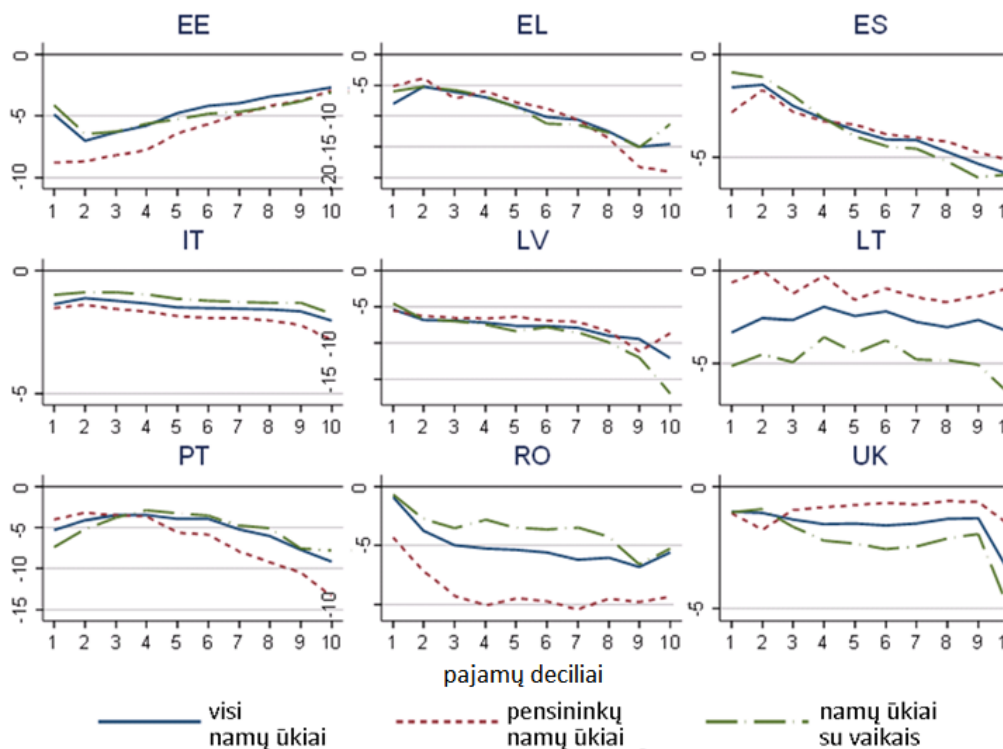 EE EL ES
0 -5 -10
-5 -10 -15 -20
0 -5
1 2 3 4 5 6 7 8 9 10 1 2 3 4 5 6 7 8 9 10 1 2 3 4 5 6 7 8 9 1
IT LV LT
0 -5
-5 -10 -15
0 -5
1 2 3 4 5 6 7 8 9 10 1 2 3 4 5 6 7 8 9 10 1 2 3 4 5 6 7 8 9 1
PT RO UK
0 -5 -10 -15
-5 -10
0 -5
1 2 3 4 5 6 7 8 9 10 1 2 3 4 5 6 7 8 9 10 1 2 3 4 5 6 7 8 9 1
pajamų deciliai
visi
namų ūkiai
pensininkų
namų ūkiai
namų ūkiai
su vaikais